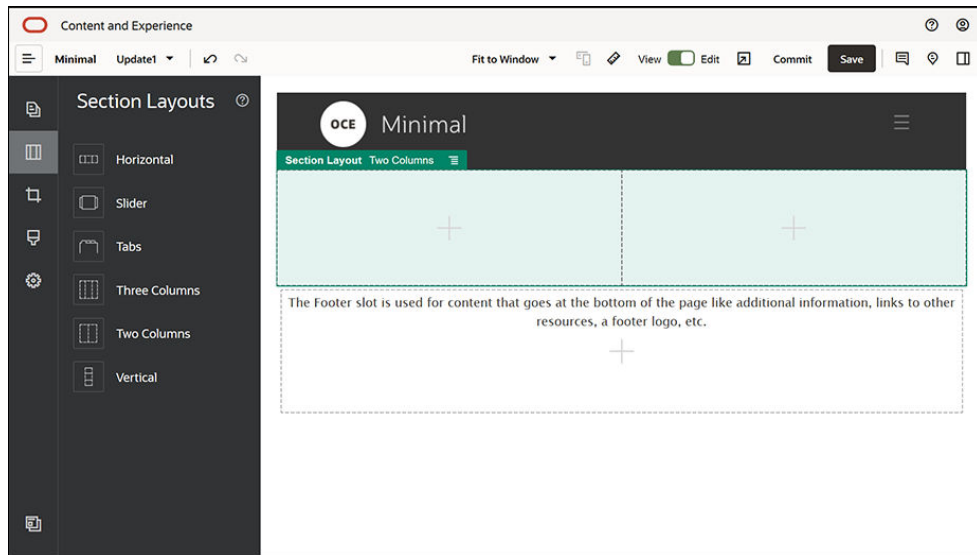 Content and Experience
Minimal Update1 Fit to Window View Edit Commit Save
Section Layouts
Horizontal
Slider
Tabs
Three Columns
Two Columns
Vertical
OCE Minimal
Section Layout Two Columns
The Footer slot is used for content that goes at the bottom of the page like additional information, links to other
resources, a footer logo, etc.